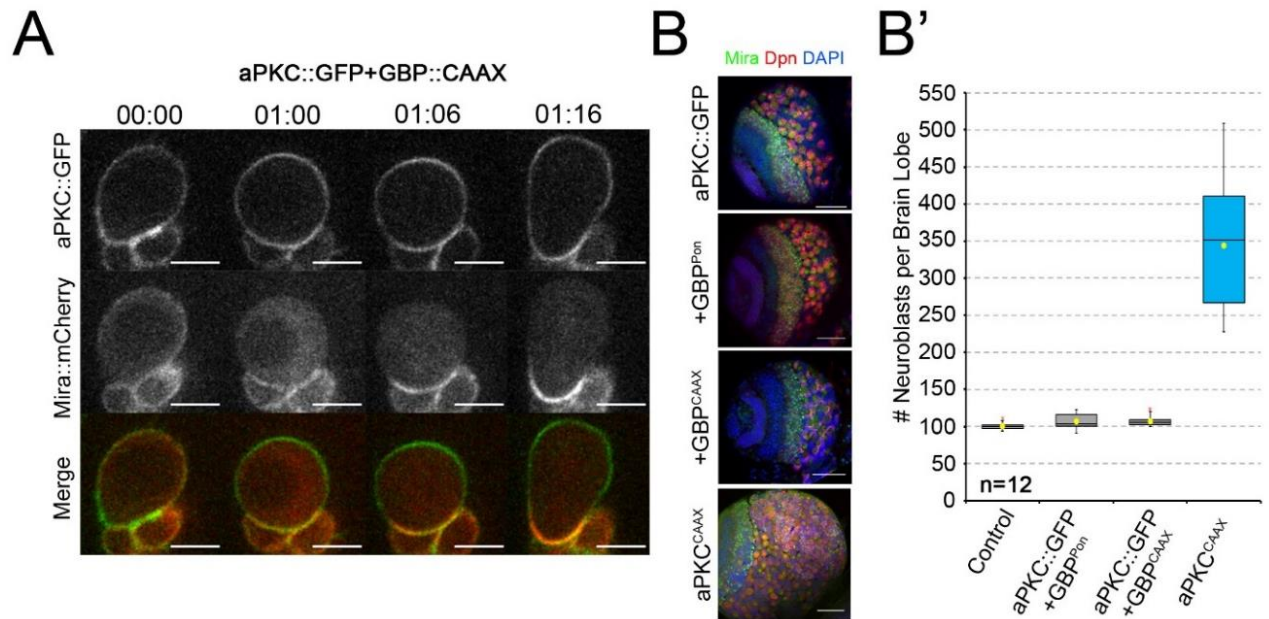 A
aPKC::GFP+GBP::CAAX
00:00 01:00 01:06 01:16
aPKC::GFP
Mira::mCherry
Merge
B
Mira Dpn DAPI
aPKC::GFP
+GBPPon
+GBPCAAX
aPKCCAAX
B’
# Neuroblasts per Brain Lobe
550
500
450
400
350
300
250
200
150
100
50
0
n=12
Control
aPKC::GFP
+GBPPon
aPKC::GFP
+GBPCAAX
aPKCCAAX